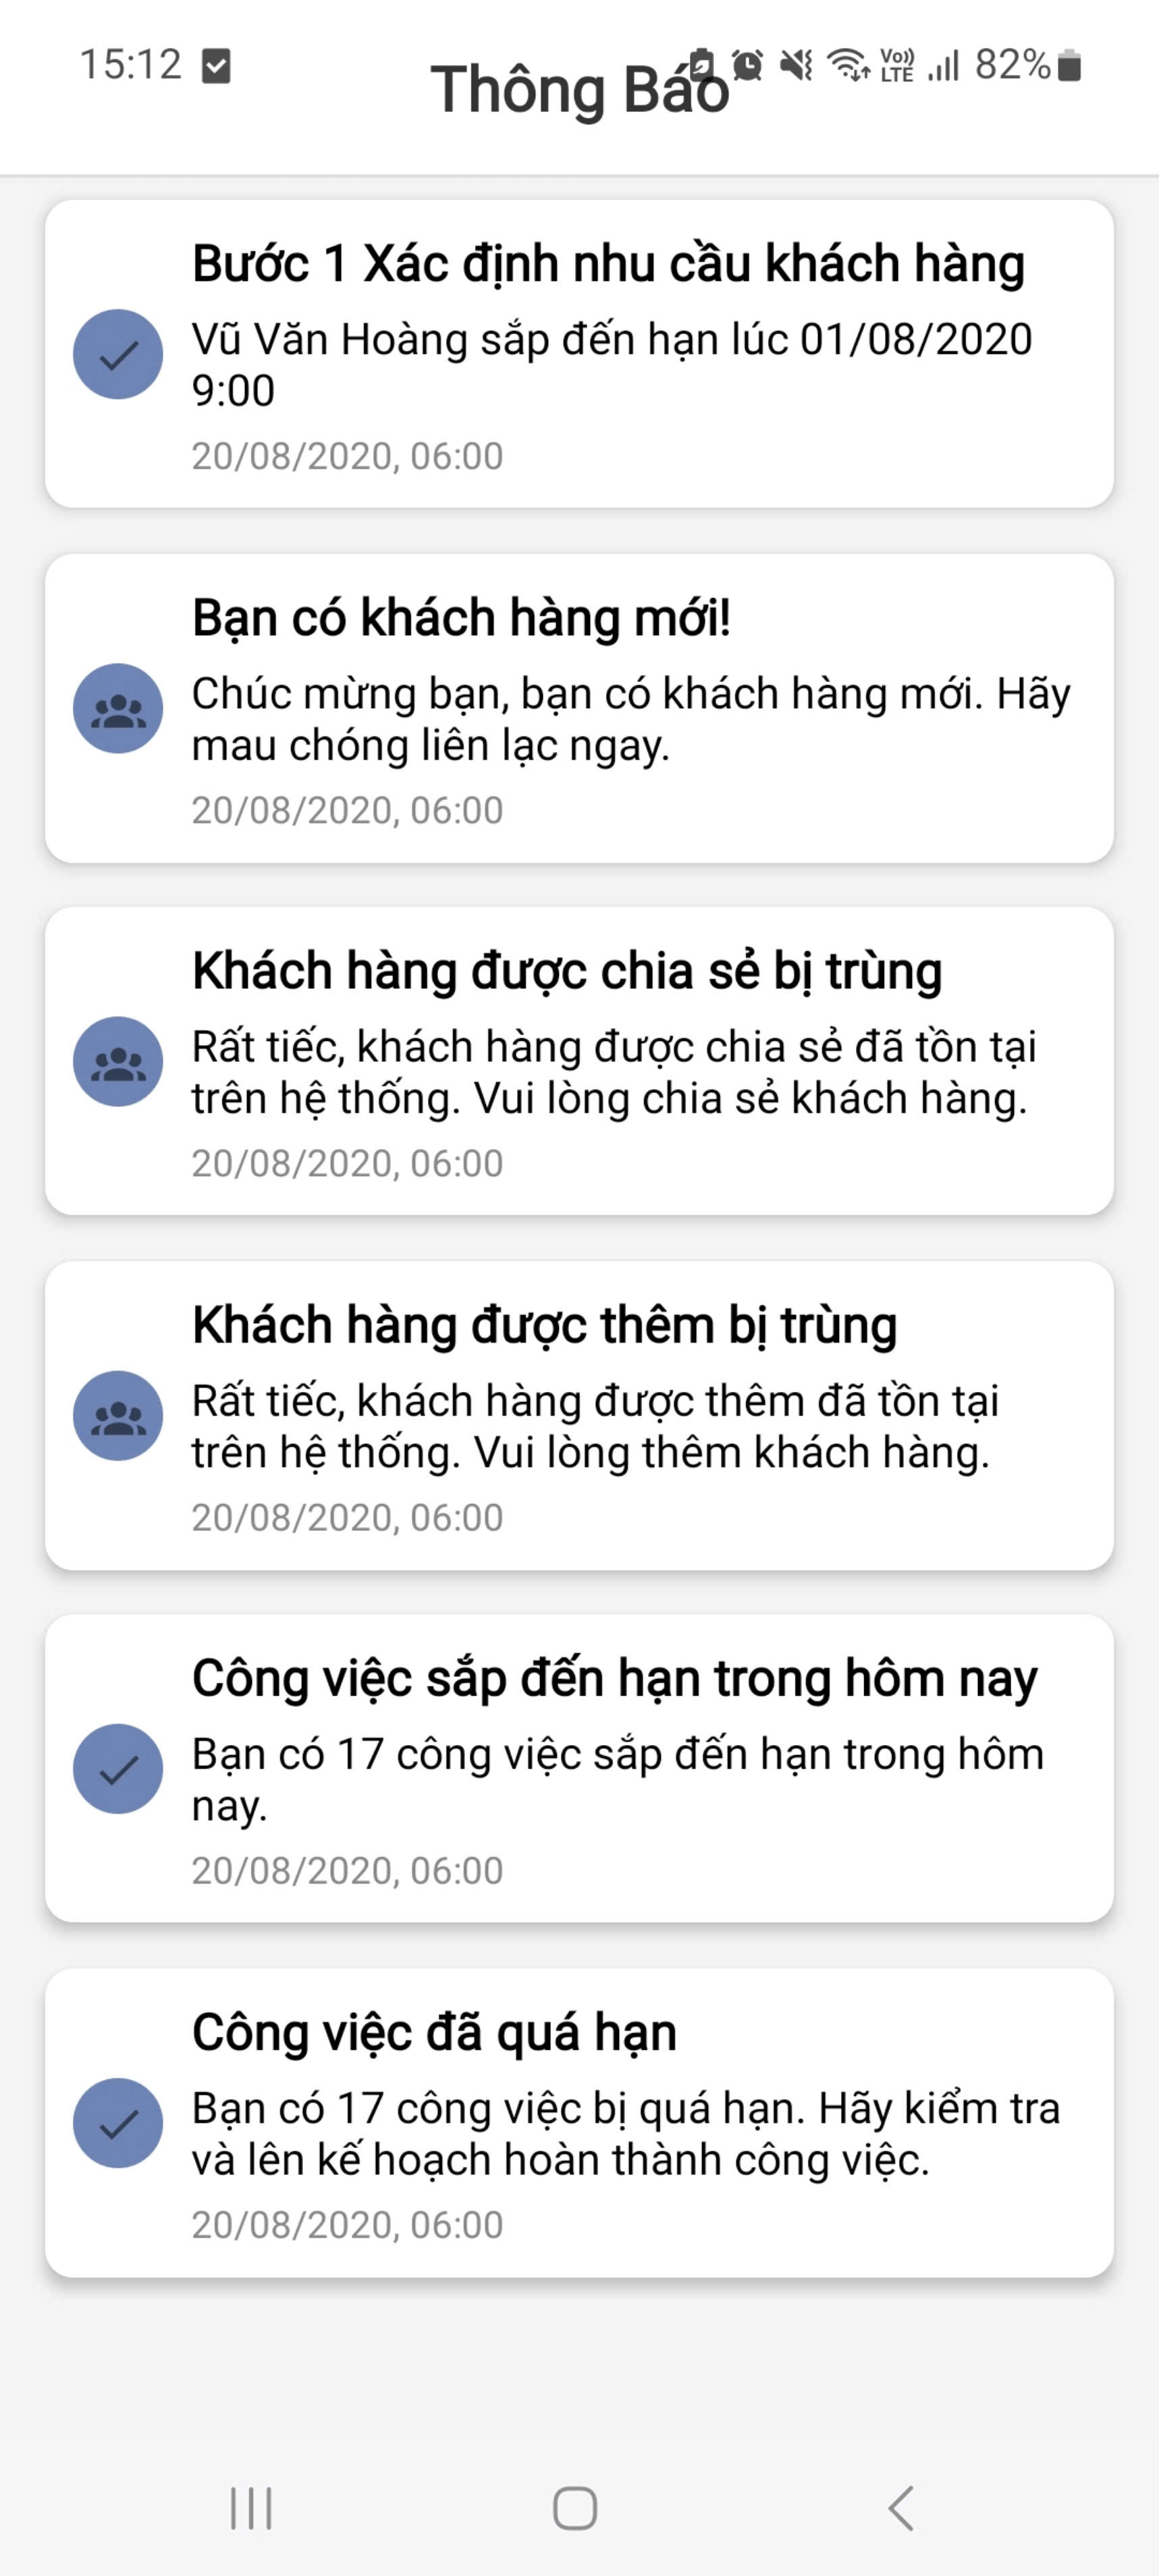 15:12
Vo)) LTE 82%
Thông Báo
Bước 1 Xác định nhu cầu khách hàng
Vũ Văn Hoàng sắp đến hạn lúc 01/08/2020
9:00
20/08/2020, 06:00
Bạn có khách hàng mới!
Chúc mừng bạn, bạn có khách hàng mới. Hãy
mau chóng liên lạc ngay.
20/08/2020, 06:00
Khách hàng được chia sẻ bị trùng
Rất tiếc, khách hàng được chia sẻ đã tồn tại
trên hệ thống. Vui lòng chia sẻ khách hàng.
20/08/2020, 06:00
Khách hàng được thêm bị trùng
Rất tiếc, khách hàng được thêm đã tồn tại
trên hệ thống. Vui lòng thêm khách hàng.
20/08/2020, 06:00
Công việc sắp đến hạn trong hôm nay
Bạn có 17 công việc sắp đến hạn trong hôm
nay.
20/08/2020, 06:00
Công việc đã quá hạn
Bạn có 17 công việc bị quá hạn. Hãy kiểm tra
và lên kế hoạch hoàn thành công việc.
20/08/2020, 06:00